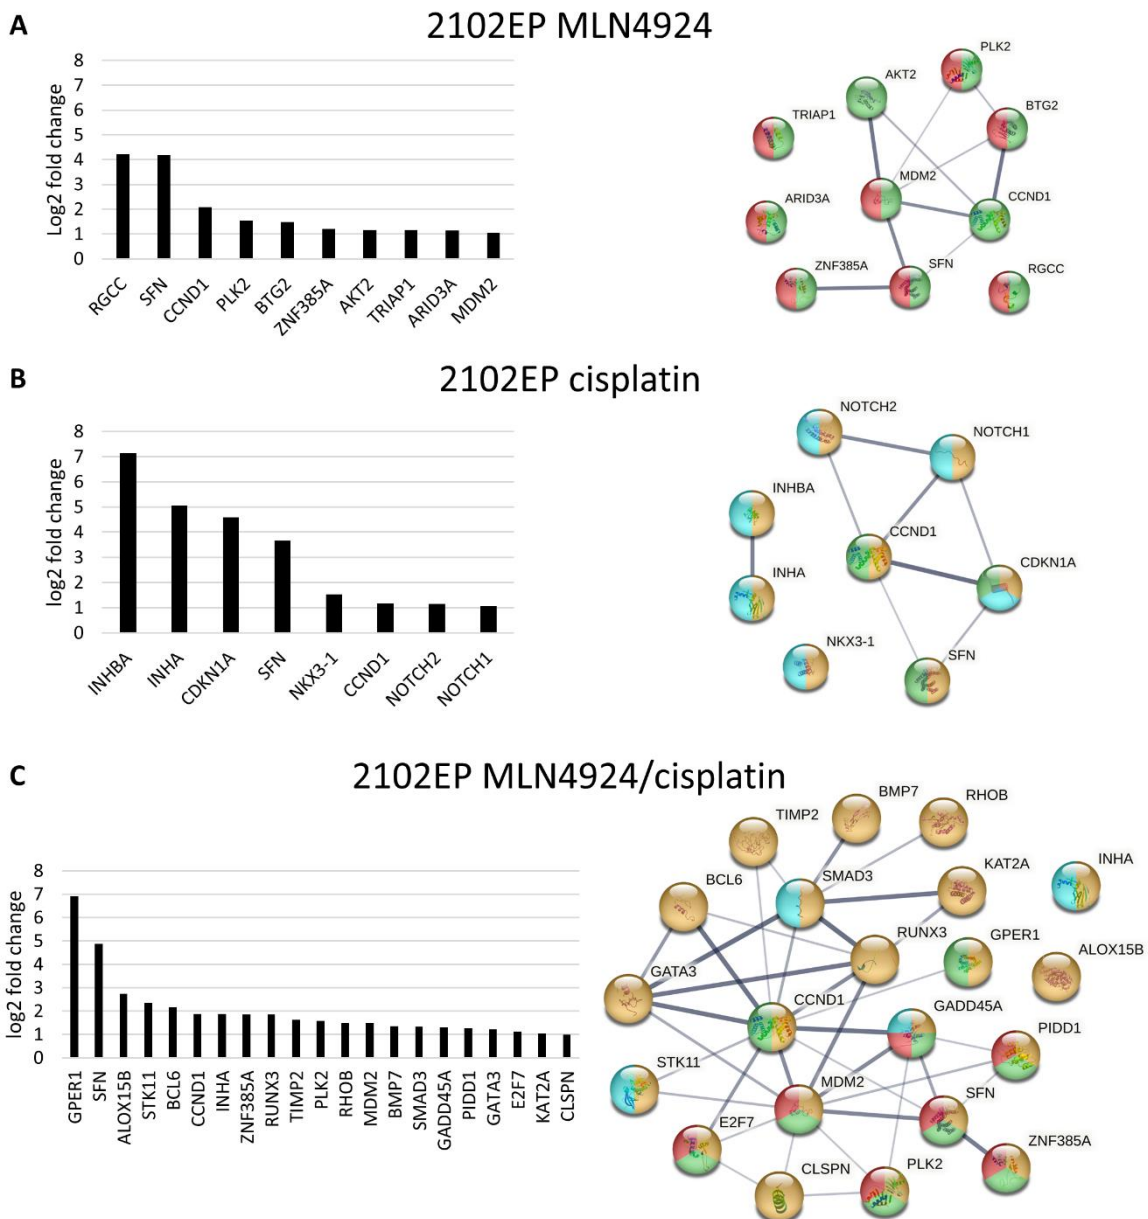 A
2102EP MLN4924
Log2 fold change
8
7
6
5
4
3
2
1
0
RGCC
SFN
CCND1
PLK2
BTG2
ZNF385A
AKT2
TRIAP1
ARID3A
MDM2
PLK2
AKT2
BTG2
TRIAP1
MDM2
CCND1
ARID3A
ZNF385A
SFN
RGCC
B
2102EP cisplatin
log2 fold change
8
7
6
5
4
3
2
1
0
INHBA
INHA
CDKN1A
SFN
NKX3-1
CCND1
NOTCH2
NOTCH1
NOTCH2
NOTCH1
INHBA
CCND1
INHA
CDKN1A
NKX3-1
SFN
C
2102EP MLN4924/cisplatin
log2 fold change
8
7
6
5
4
3
2
1
0
GPER1
SFN
ALOX15B
STK11
BCL6
CCND1
INHA
ZNF385A
RUNX3
TIMP2
PLK2
RHOB
MDM2
BMP7
SMAD3
GADD45A
PIDD1
GATA3
E2F7
KAT2A
CLSPN
BMP7
RHOB
TIMP2
INHA
BCL6
SMAD3
KAT2A
RUNX3
GPER1
ALOX15B
GATA3
CCND1
GADD45A
PIDD1
STK11
MDM2
SFN
E2F7
ZNF385A
CLSPN
PLK2